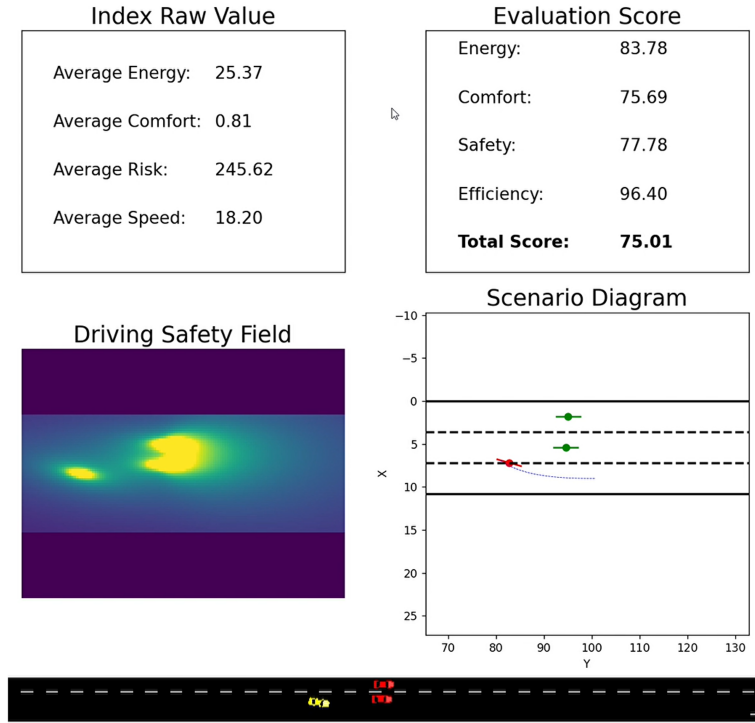 Index Raw Value
Average Energy: 25.37
Average Comfort: 0.81
Average Risk: 245.62
Average Speed: 18.20
Evaluation Score
Energy: 83.78
Comfort: 75.69
Safety: 77.78
Efficiency: 96.40
Total Score: 75.01
Driving Safety Field
Scenario Diagram
−10
−5
0
5
10
15
20
25
X
70 80 90 100 110 120 130
Y